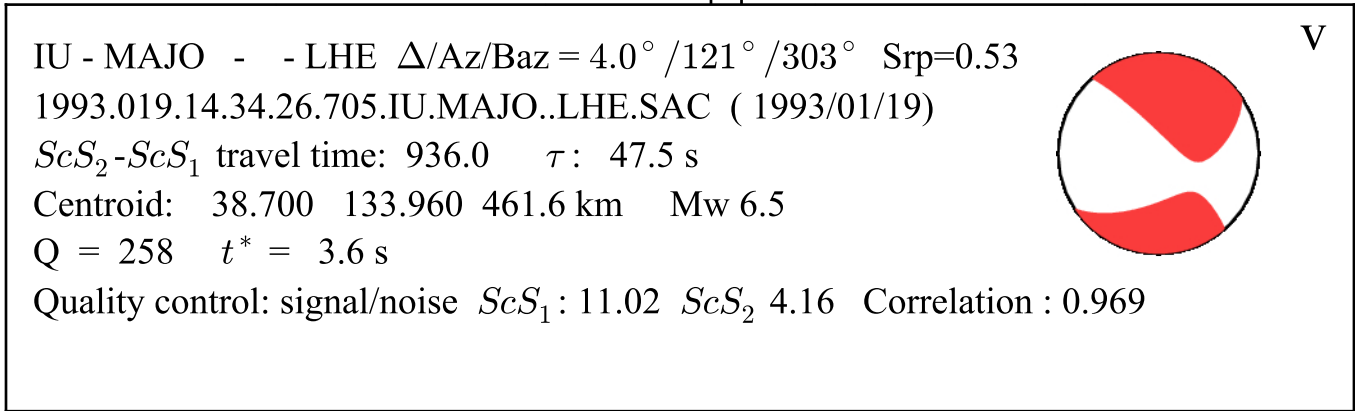 IU - MAJO - - LHE Δ/Az/Baz = 4.0°/121°/303° Srp=0.53
V
1993.019.14.34.26.705.IU.MAJO..LHE.SAC ( 1993/01/19)
ScS₂-ScS₁ travel time: 936.0 τ: 47.5 s
Centroid: 38.700 133.960 461.6 km Mw 6.5
Q = 258 t* = 3.6 s
Quality control: signal/noise ScS₁: 11.02 ScS₂ 4.16 Correlation : 0.969